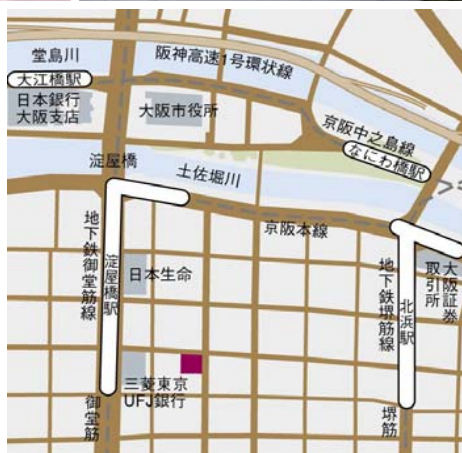 堂島川
阪神高速1号環状線
大江橋駅
日本銀行
大阪支店
大阪市役所
京阪中之島線
なにわ橋駅
淀屋橋
土佐堀川
京阪本線
地下鉄御堂筋線
淀屋橋駅
日本生命
地下鉄堺筋線
北浜駅
大阪証券
取引所
三菱東京
UFJ銀行
御堂筋
堺筋